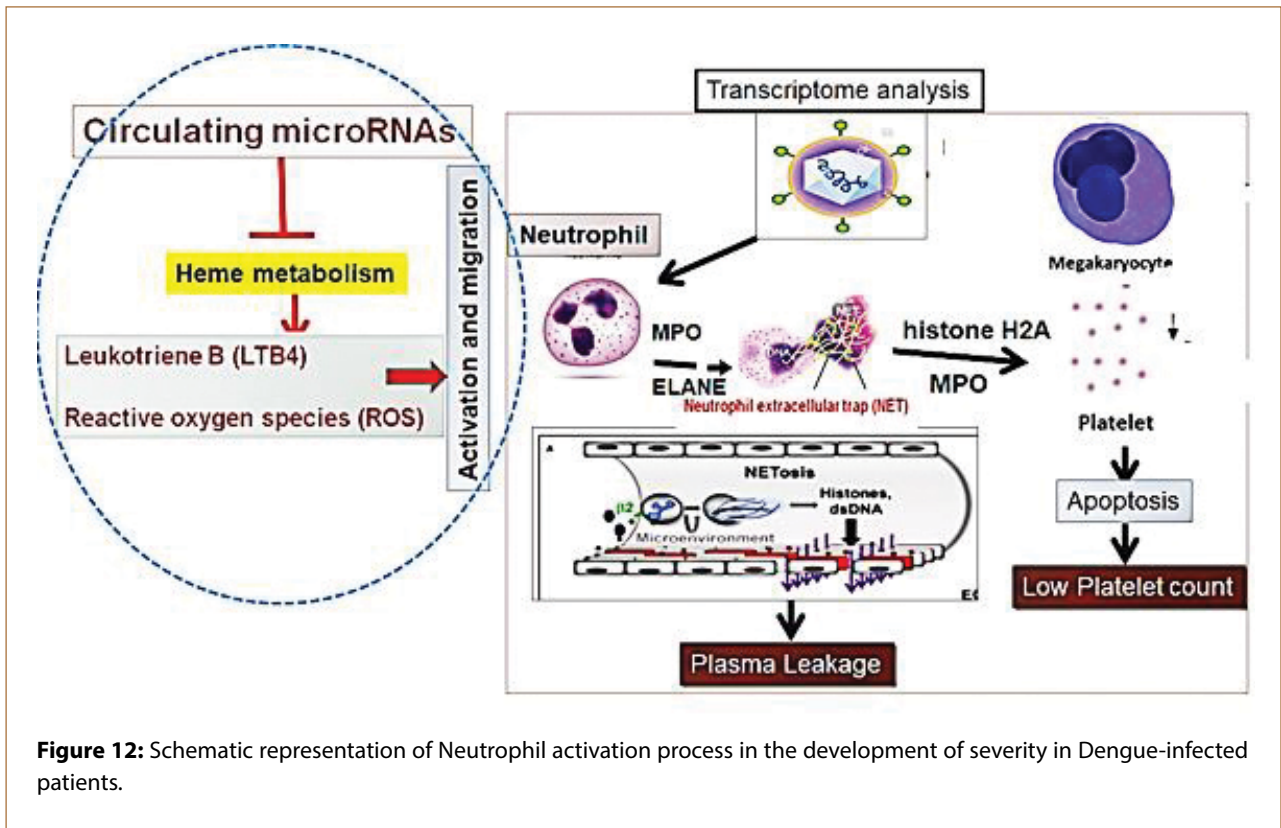 Transcriptome analysis
Circulating microRNAs
Heme metabolism
Leukotriene B (LTB4)
Reactive oxygen species (ROS)
Activation and migration
Neutrophil
MPO
ELANE
Neutrophil extracellular trap (NET)
histone H2A
MPO
Megakaryocyte
Platelet
Apoptosis
Low Platelet count
A
NETosis
β2
Histones,
dsDNA
Microenvironment
EC
Plasma Leakage
Figure 12: Schematic representation of Neutrophil activation process in the development of severity in Dengue-infected
patients.